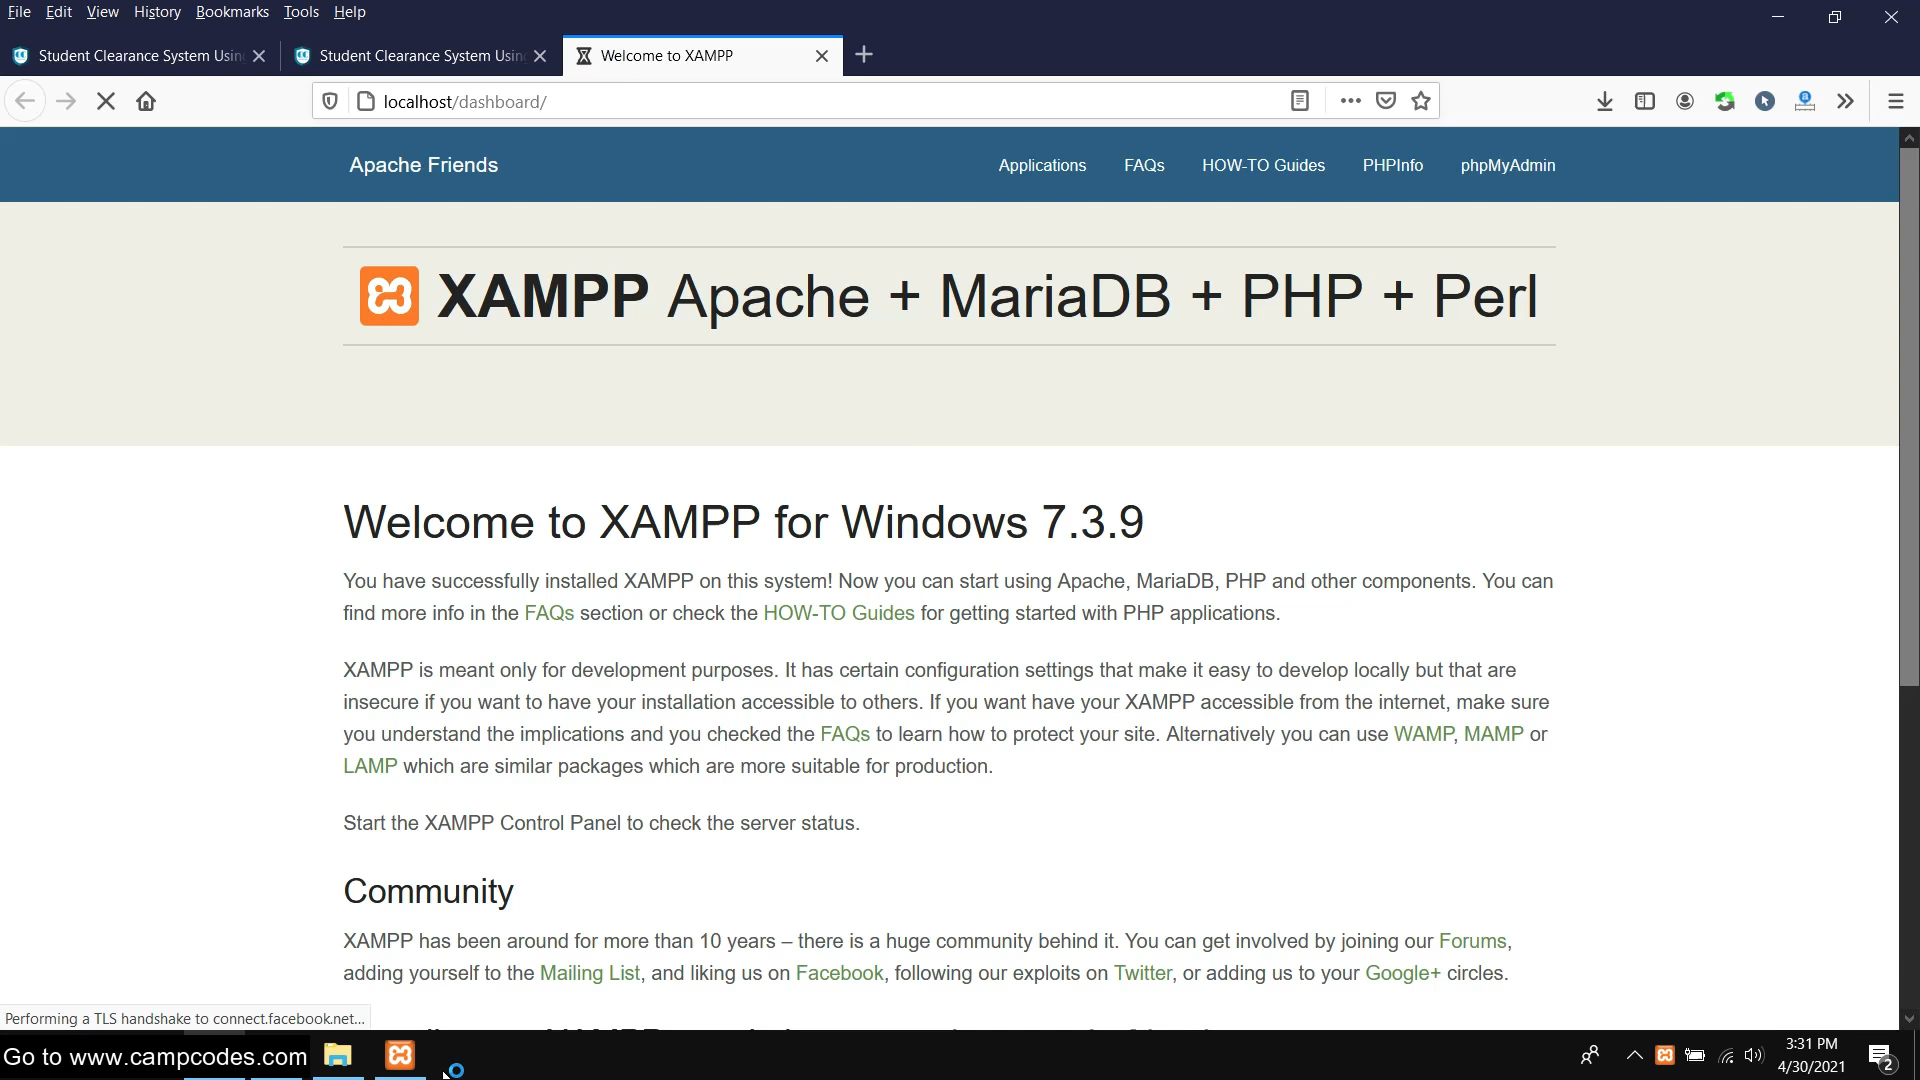 File Edit View History Bookmarks Tools Help
Student Clearance System Usin
Student Clearance System Usin
Welcome to XAMPP
localhost/dashboard/
Apache Friends
Applications FAQs HOW-TO Guides PHPInfo phpMyAdmin
XAMPP Apache + MariaDB + PHP + Perl
Welcome to XAMPP for Windows 7.3.9
You have successfully installed XAMPP on this system! Now you can start using Apache, MariaDB, PHP and other components. You can
find more info in the FAQs section or check the HOW-TO Guides for getting started with PHP applications.
XAMPP is meant only for development purposes. It has certain configuration settings that make it easy to develop locally but that are
insecure if you want to have your installation accessible to others. If you want have your XAMPP accessible from the internet, make sure
you understand the implications and you checked the FAQs to learn how to protect your site. Alternatively you can use WAMP, MAMP or
LAMP which are similar packages which are more suitable for production.
Start the XAMPP Control Panel to check the server status.
Community
XAMPP has been around for more than 10 years – there is a huge community behind it. You can get involved by joining our Forums,
adding yourself to the Mailing List, and liking us on Facebook, following our exploits on Twitter, or adding us to your Google+ circles.
Performing a TLS handshake to connect.facebook.net...
Go to www.campcodes.com
3:31 PM
4/30/2021
2